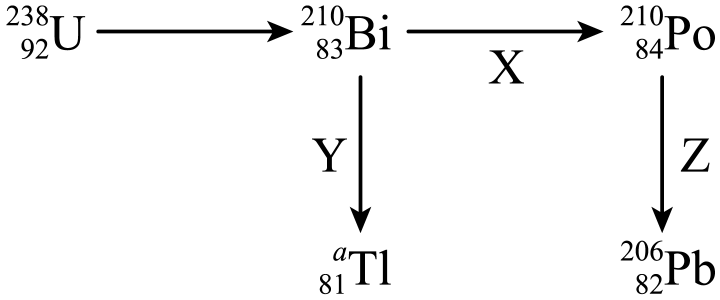 ²³⁸₉₂U ²¹⁰₈₃Bi ²¹⁰₈₄Po
X
Y Z
ᵃ₈₁Tl ²⁰⁶₈₂Pb